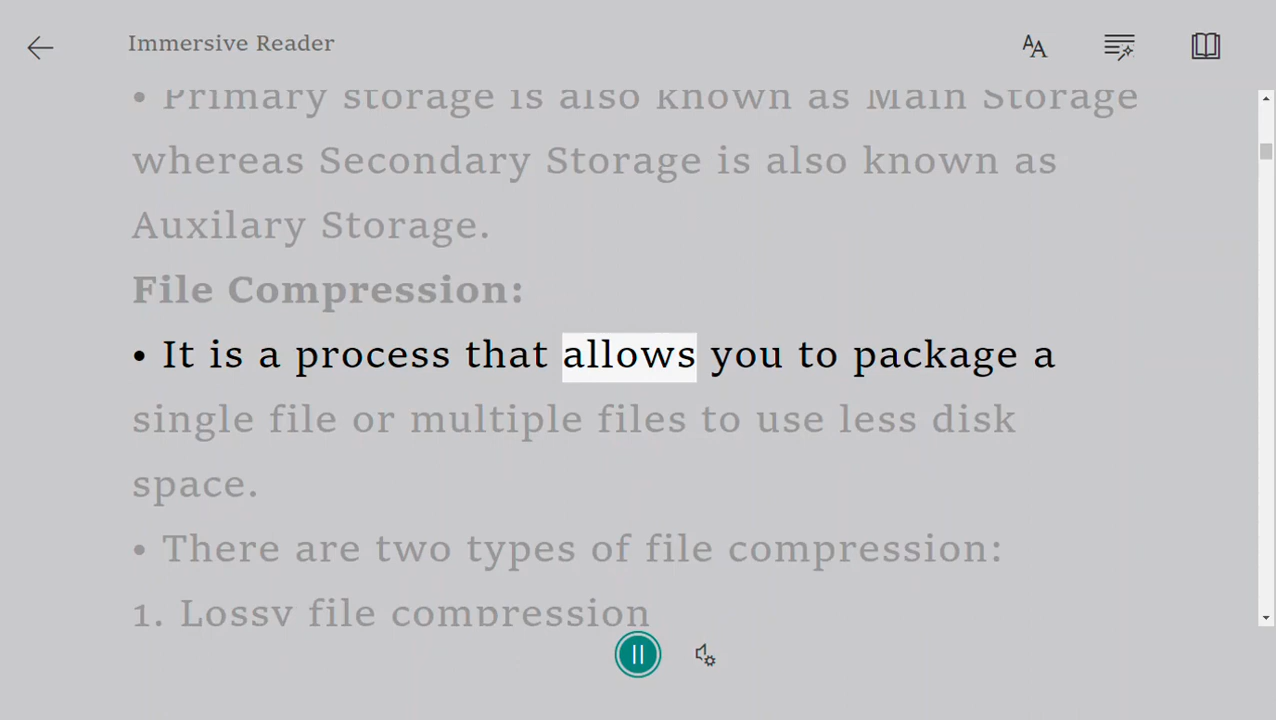 Immersive Reader
• Primary storage is also known as Main Storage
whereas Secondary Storage is also known as
Auxilary Storage.
File Compression:
• It is a process that allows you to package a
single file or multiple files to use less disk
space.
• There are two types of file compression:
1. Lossy file compression